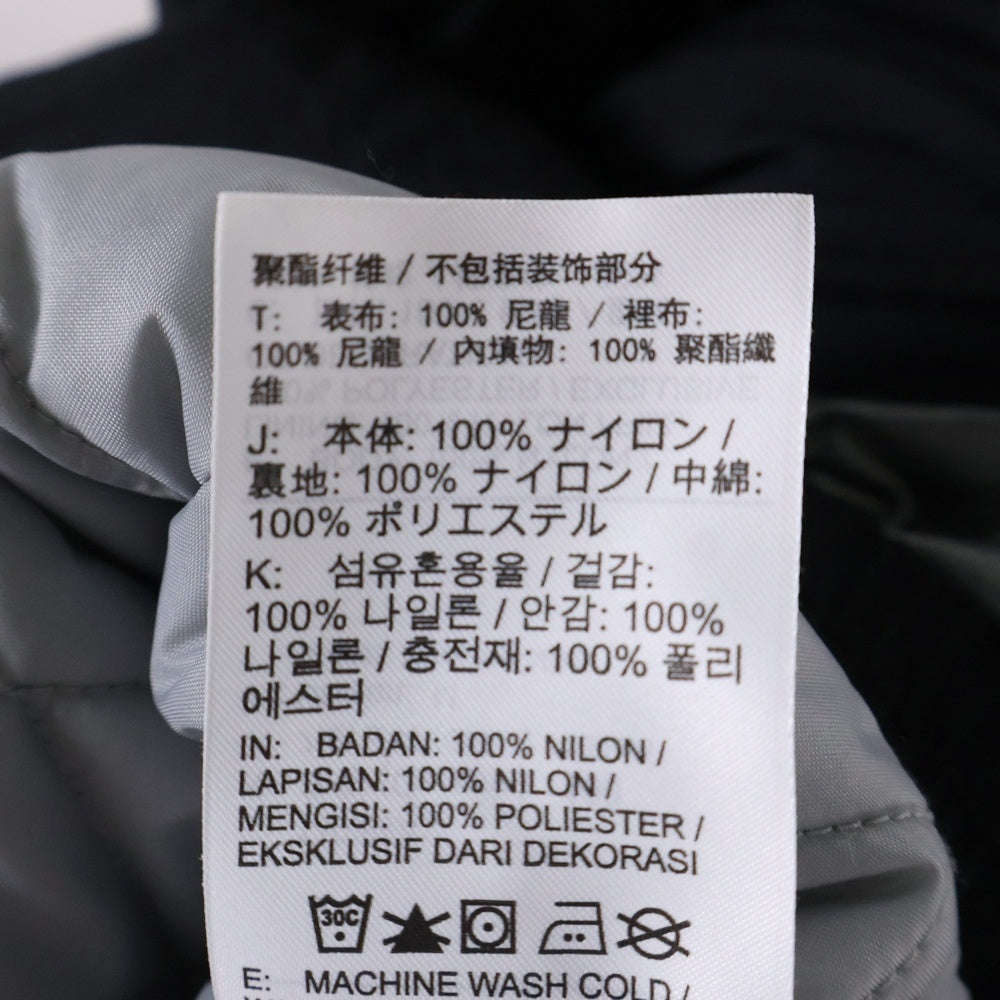 聚酯纤维 / 不包括装饰部分
T: 表布: 100% 尼龍 / 裡布:
100% 尼龍 / 內填物: 100% 聚酯纖
維
J: 本体: 100% ナイロン /
裏地: 100% ナイロン / 中綿:
100% ポリエステル
K: 섬유혼용율 / 겉감:
100% 나일론 / 안감: 100%
나일론 / 충전재: 100% 폴리
에스터
IN: BADAN: 100% NILON /
LAPISAN: 100% NILON /
MENGISI: 100% POLIESTER /
EKSKLUSIF DARI DEKORASI
30C
E: MACHINE WASH COLD /